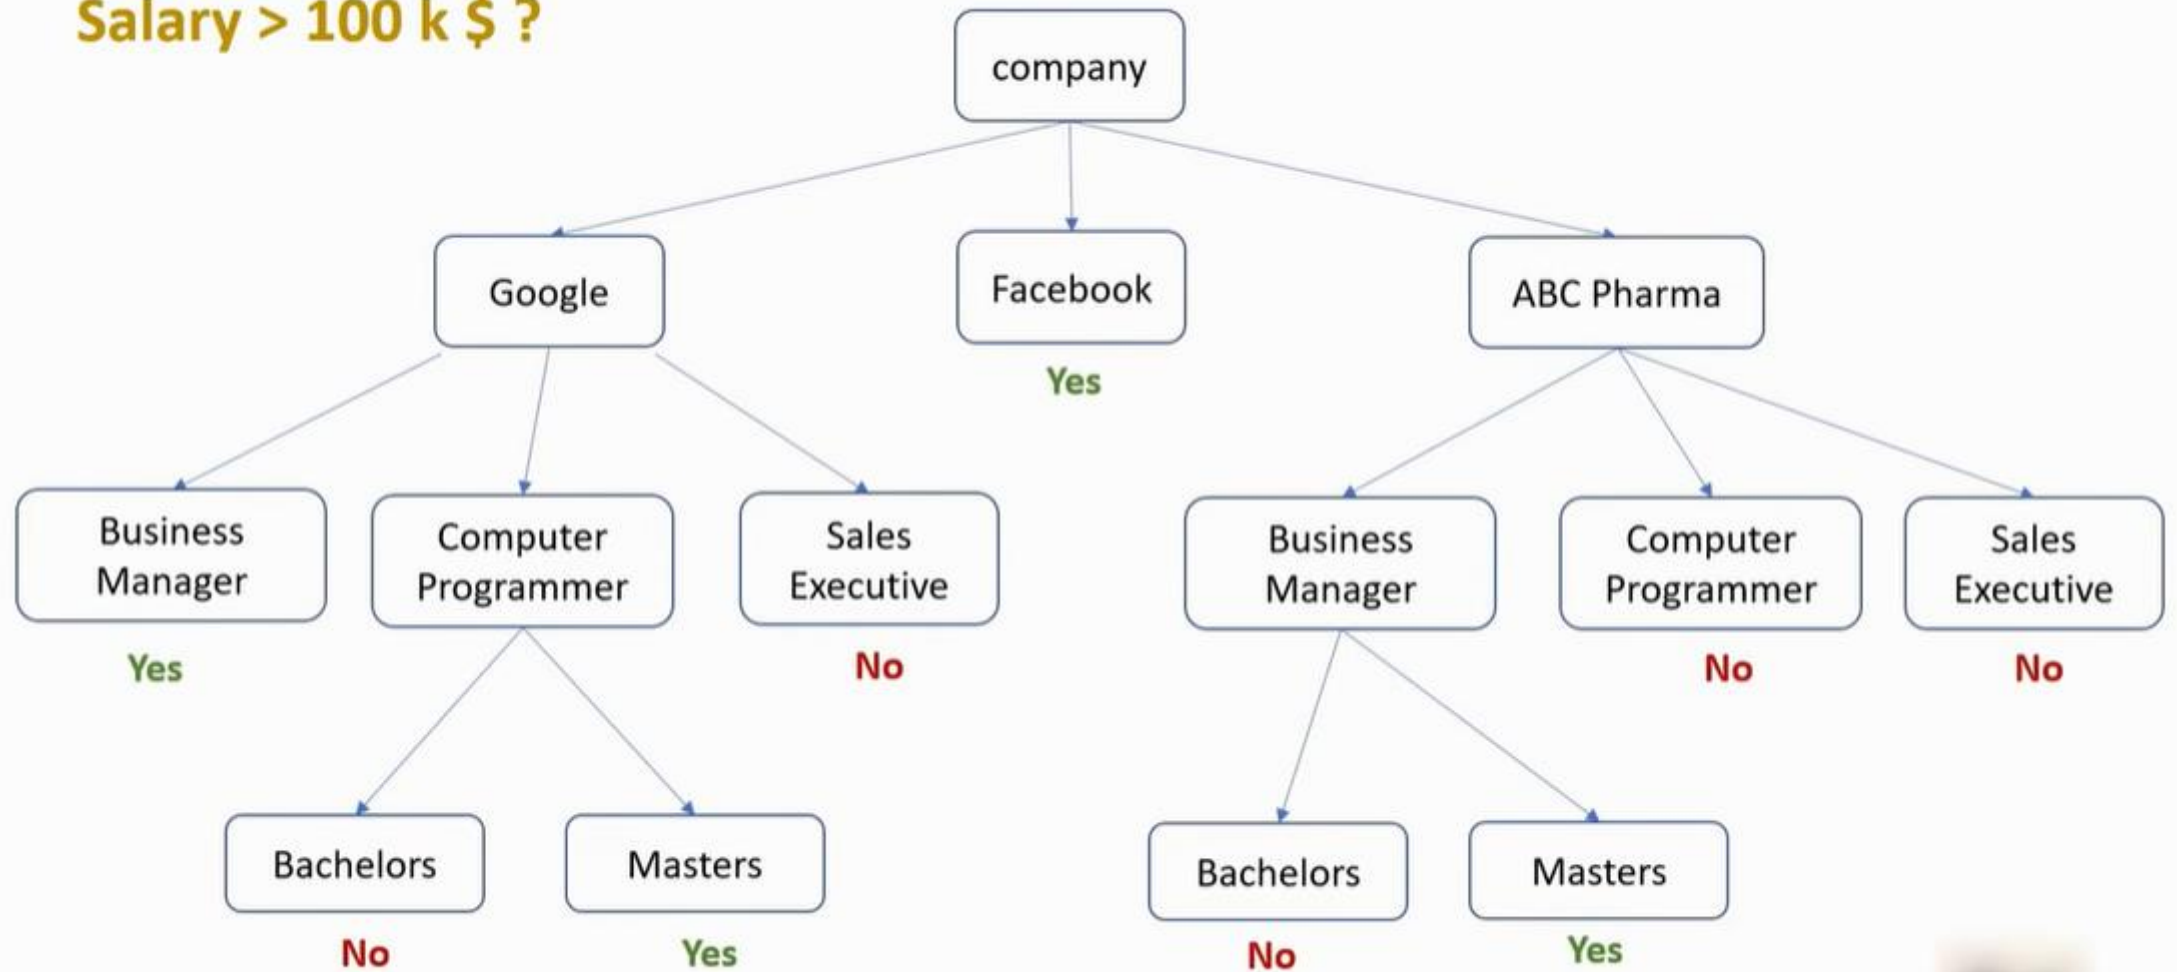 Salary > 100 k $ ?
company
Google
Facebook
ABC Pharma
Yes
Business
Manager
Computer
Programmer
Sales
Executive
Business
Manager
Computer
Programmer
Sales
Executive
Yes
No
No
No
Bachelors
Masters
Bachelors
Masters
No
Yes
No
Yes